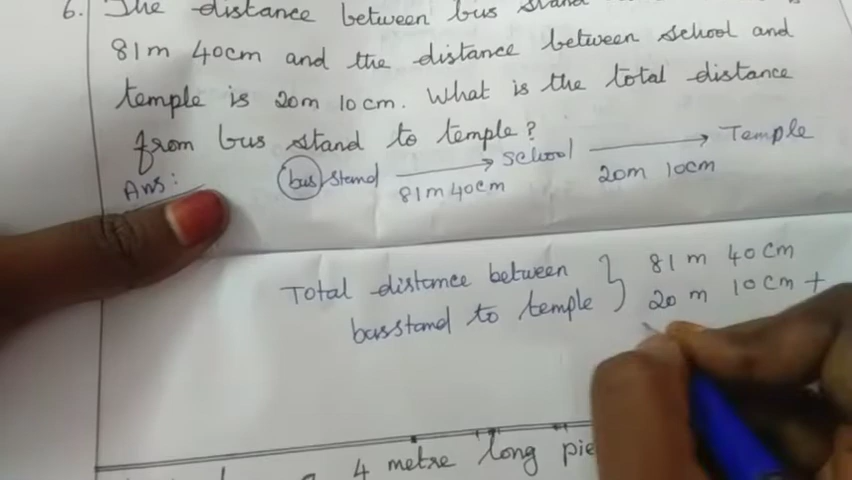 6. The distance between bus stand
81m 40cm and the distance between school and
temple is 20m 10cm. What is the total distance
from bus stand to temple?
Ans: bus stand → school → Temple
81m 40cm 20m 10cm
Total distance between } 81 m 40 cm
busstand to temple 20 m 10 cm +
4 metre long